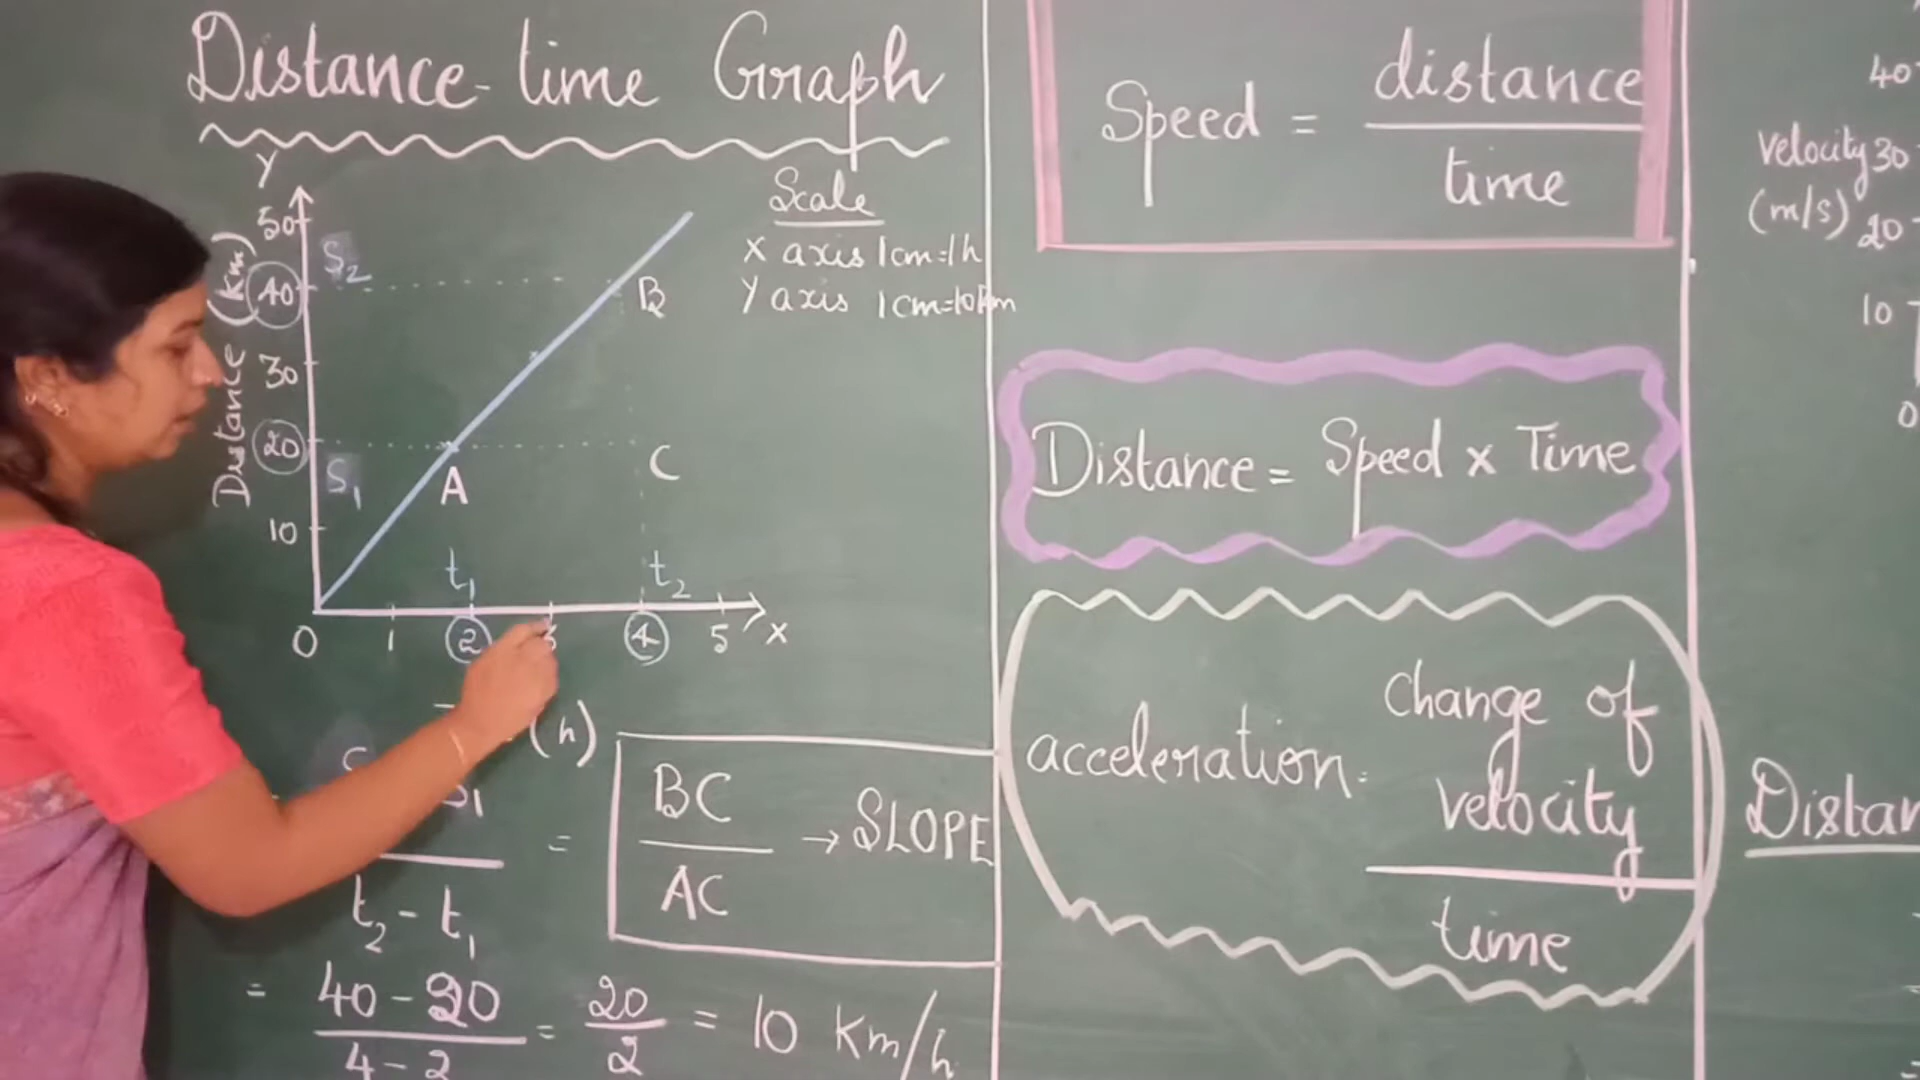 Distance-time Graph
Y
50
S2
40
30
20
S1
10
Distance (km)
A
B
C
t1
t2
0 1 2 3 4 5 X
(h)
Scale
X axis 1cm=1h
Y axis 1cm=10km
S1
t2 - t1
=
BC
AC
→ SLOPE
= 40 - 20 = 20 = 10 Km/h
4 - 2
2
Speed = distance
time
Distance = Speed x Time
acceleration = change of
velocity
time
40
velocity 30
(m/s) 20
10
0